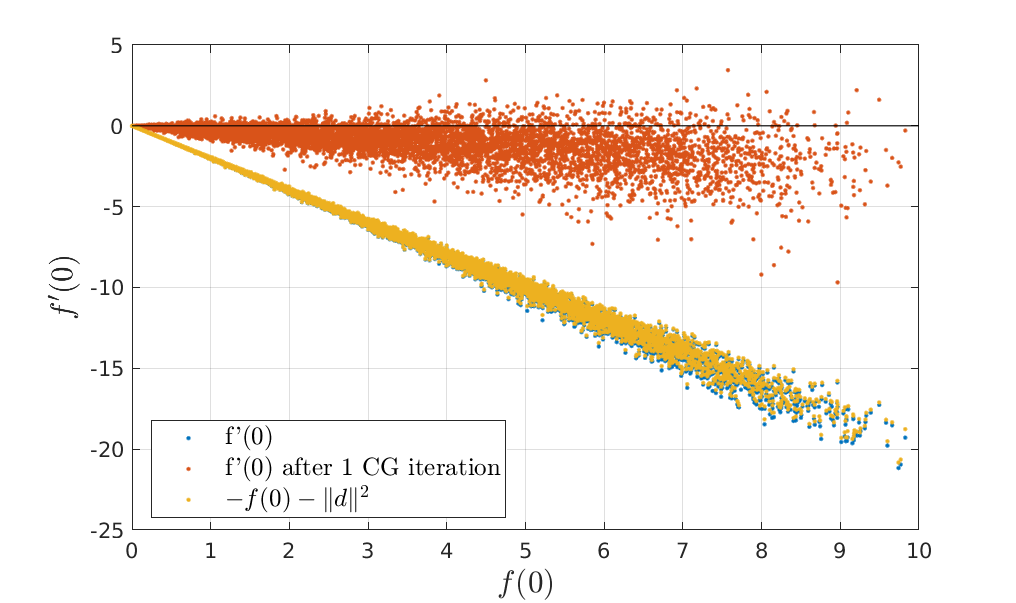 5
0
-5
-10
-15
-20
-25
f′(0)
f'(0)
f'(0) after 1 CG iteration
−f(0) − ‖d‖²
0 1 2 3 4 5 6 7 8 9 10
f(0)